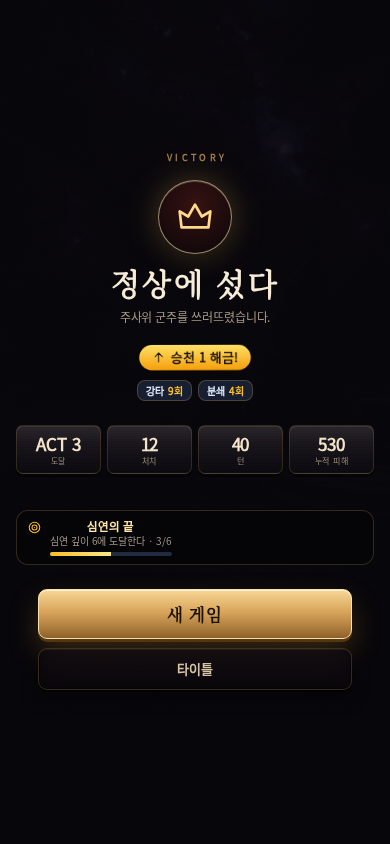 VICTORY
정상에 섰다
주사위 군주를 쓰러뜨렸습니다.
↑ 승천 1 해금!
강타 9회 분쇄 4회
ACT 3 12 40 530
도달 처치 턴 누적 피해
심연의 끝
심연 깊이 6에 도달한다 · 3/6
새 게임
타이틀